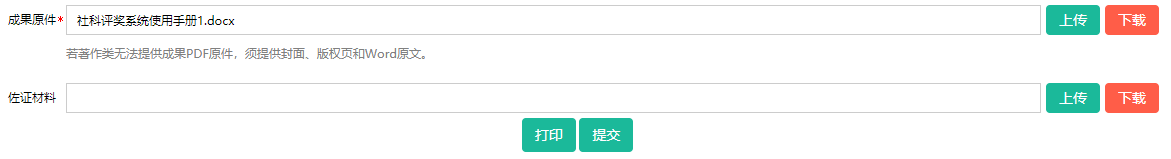 成果原件* 社科评奖系统使用手册1.docx 上传 下载
若著作类无法提供成果PDF原件，须提供封面、版权页和Word原文。
佐证材料 上传 下载
打印 提交